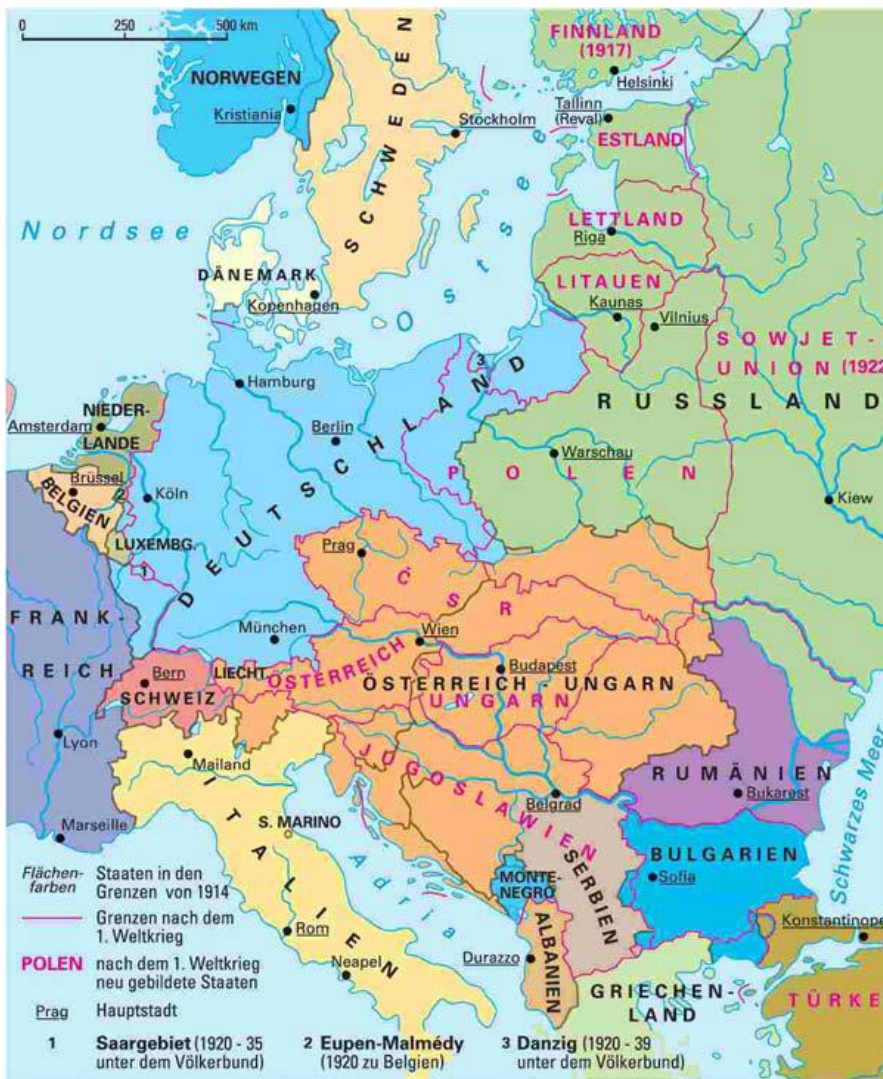 0 250 500 km
FINNLAND
(1917)
Helsinki
NORWEGEN
Kristiania
SCHWEDEN
Stockholm
Tallinn
(Reval)
ESTLAND
Nordsee
Ostsee
LETTLAND
Riga
DÄNEMARK
Kopenhagen
LITAUEN
Kaunas
Vilnius
SOWJET-
UNION (1922
RUSSLAND
Hamburg
3
NIEDER-
LANDE
Amsterdam
Berlin
DEUTSCHLAND
Warschau
POLEN
Brüssel
BELGIEN
2
Köln
Kiew
LUXEMBG.
1
Prag
ČSR
FRANK-
REICH
München
Wien
Bern
SCHWEIZ
LIECHT.
ÖSTERREICH
Budapest
ÖSTERREICH - UNGARN
UNGARN
Lyon
Mailand
JUGOSLAWIEN
RUMÄNIEN
Belgrad
Bukarest
Marseille
ITALIEN
S. MARINO
Adria
MONTE-
NEGRO
SERBIEN
BULGARIEN
Sofia
Schwarzes Meer
Rom
Neapel
Durazzo
ALBANIEN
Konstantinope
GRIECHEN-
LAND
TÜRKE
Flächen- Staaten in den
farben Grenzen von 1914
Grenzen nach dem
1. Weltkrieg
POLEN nach dem 1. Weltkrieg
neu gebildete Staaten
Prag Hauptstadt
1 Saargebiet (1920 - 35
unter dem Völkerbund)
2 Eupen-Malmédy
(1920 zu Belgien)
3 Danzig (1920 - 39
unter dem Völkerbund)